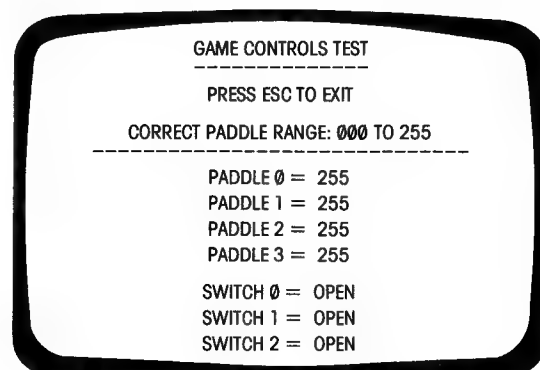 GAME CONTROLS TEST
PRESS ESC TO EXIT
CORRECT PADDLE RANGE: 000 TO 255
PADDLE 0 = 255
PADDLE 1 = 255
PADDLE 2 = 255
PADDLE 3 = 255
SWITCH 0 = OPEN
SWITCH 1 = OPEN
SWITCH 2 = OPEN